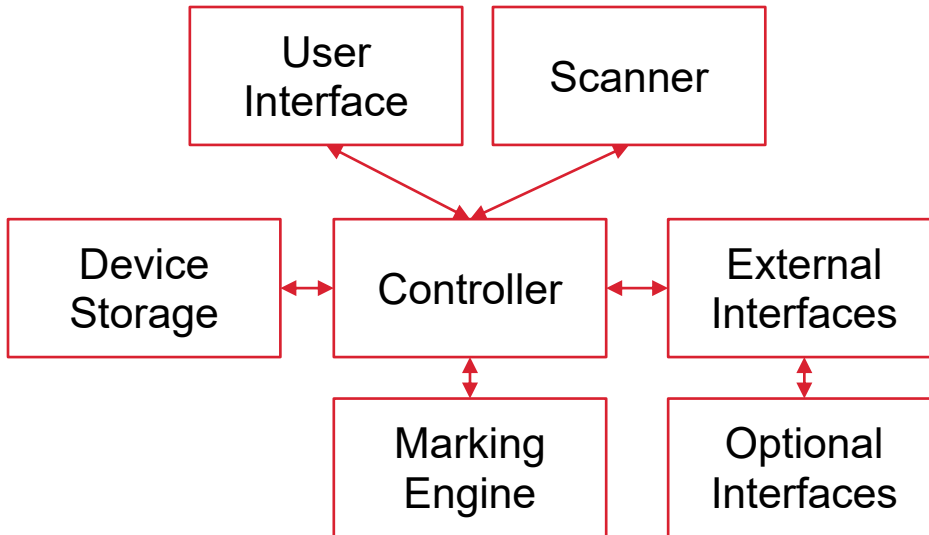 User
Interface
Scanner
Device
Storage
Controller
External
Interfaces
Marking
Engine
Optional
Interfaces